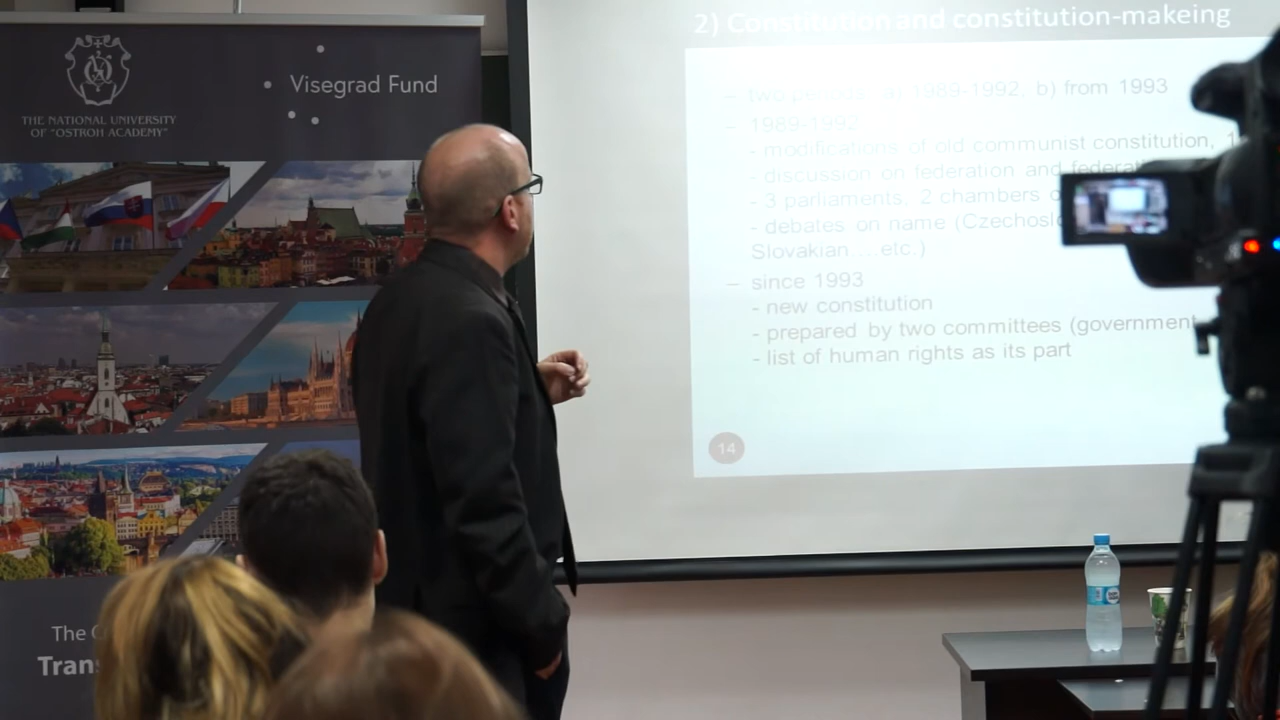 THE NATIONAL UNIVERSITY
OF "OSTROH ACADEMY"
Visegrad Fund
The
Trans
2) Constitution and constitution-makeing
– two periods: a) 1989-1992, b) from 1993
– 1989-1992
- modifications of old communist constitution,
- discussion on federation and
- 3 parliaments, 2 chambers
- debates on name
Slovakian ...etc.)
– since 1993
- new constitution
- prepared by two committees (government
- list of human rights as its part
14